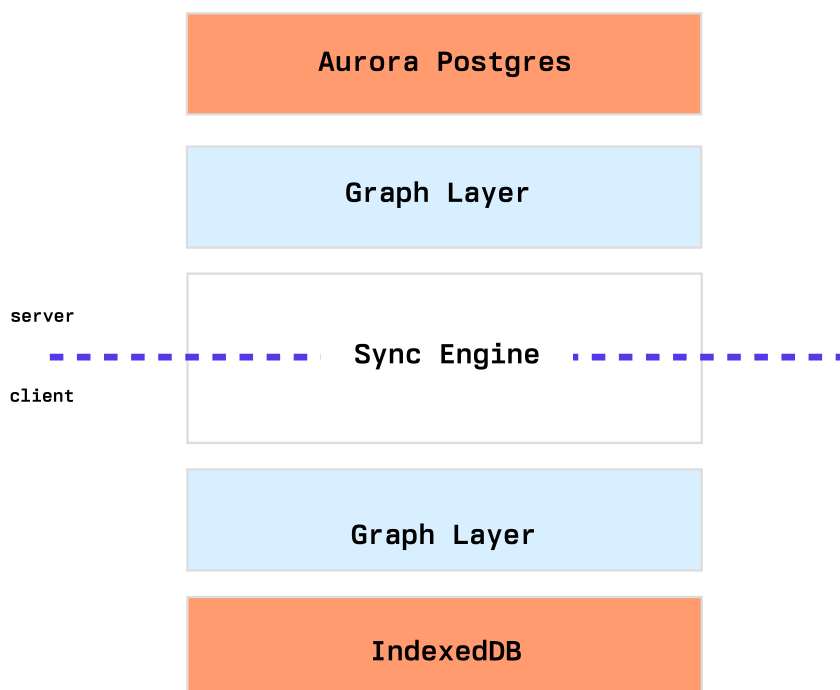 Aurora Postgres
Graph Layer
server
Sync Engine
client
Graph Layer
IndexedDB